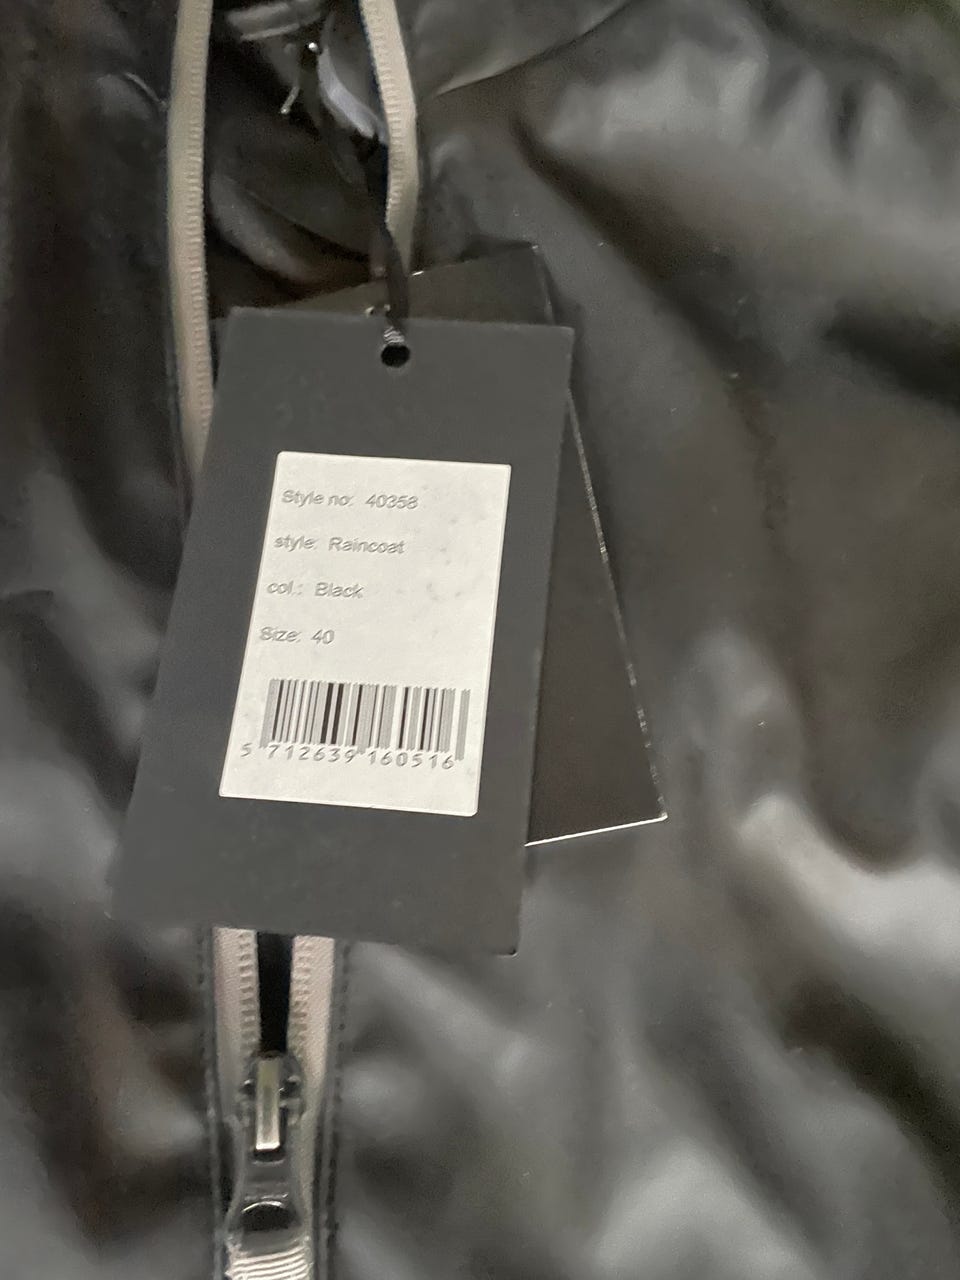 Style no: 40358
style: Raincoat
col.: Black
Size: 40
5 712639 160516